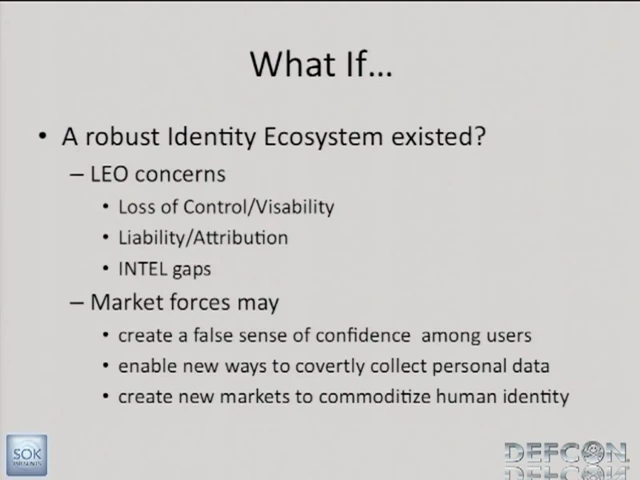 What If...
• A robust Identity Ecosystem existed?
– LEO concerns
• Loss of Control/Visability
• Liability/Attribution
• INTEL gaps
– Market forces may
• create a false sense of confidence among users
• enable new ways to covertly collect personal data
• create new markets to commoditize human identity
SOK
DEFCON